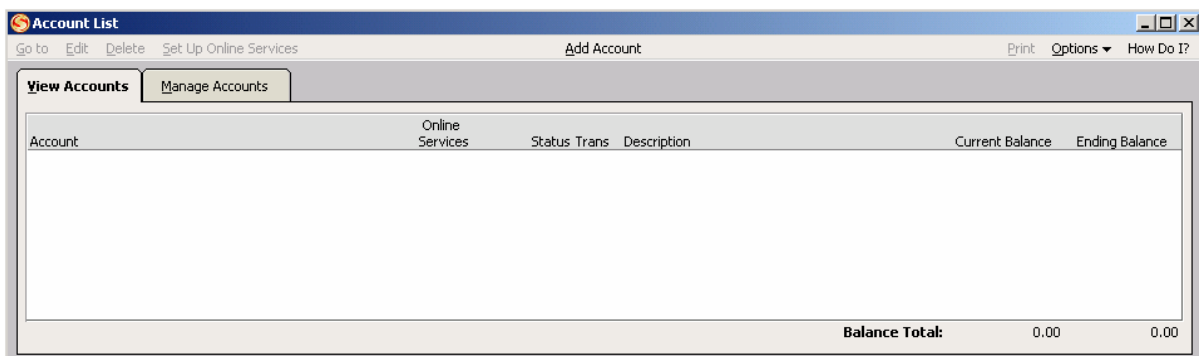 Account List
Go to Edit Delete Set Up Online Services Add Account Print Options How Do I?
View Accounts Manage Accounts
Online
Account Services Status Trans Description Current Balance Ending Balance
Balance Total: 0.00 0.00